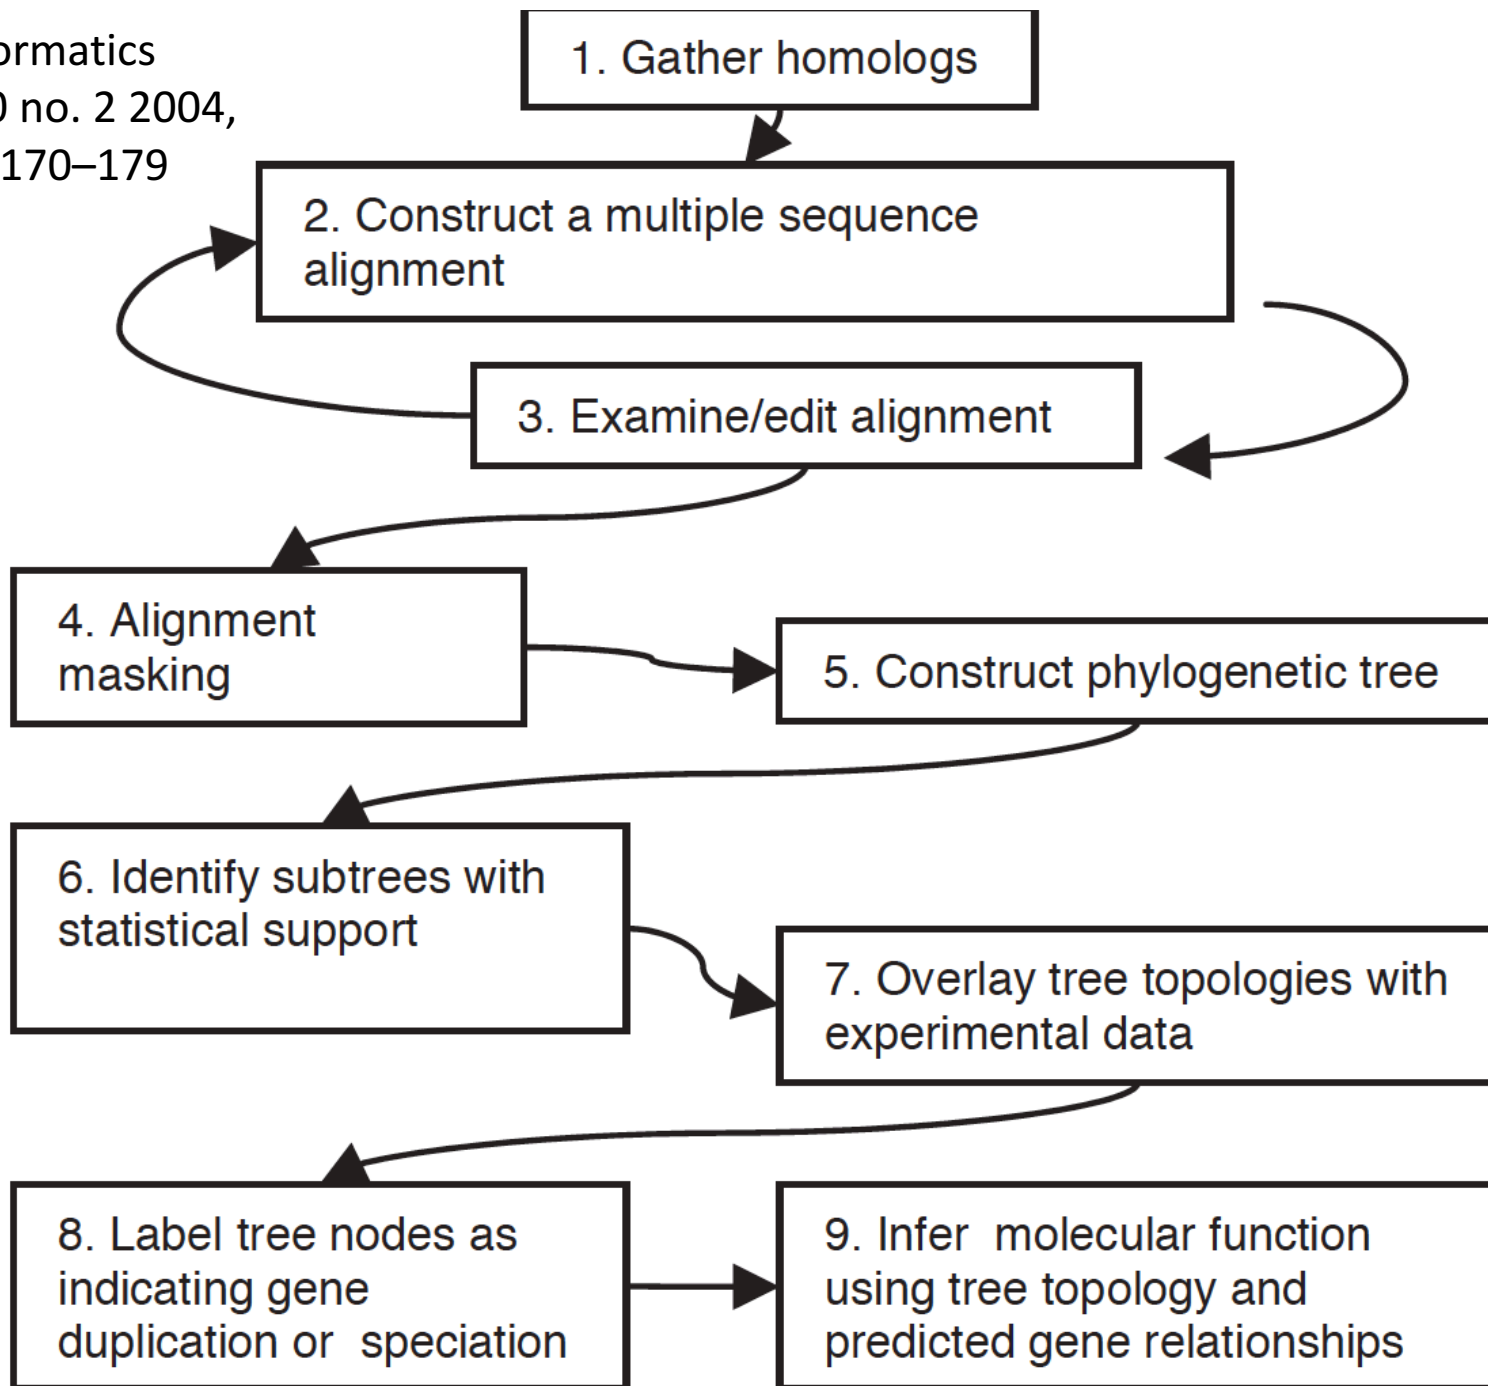 ormatics
0 no. 2 2004,
170–179
1. Gather homologs
2. Construct a multiple sequence
alignment
3. Examine/edit alignment
4. Alignment
masking
5. Construct phylogenetic tree
6. Identify subtrees with
statistical support
7. Overlay tree topologies with
experimental data
8. Label tree nodes as
indicating gene
duplication or speciation
9. Infer molecular function
using tree topology and
predicted gene relationships